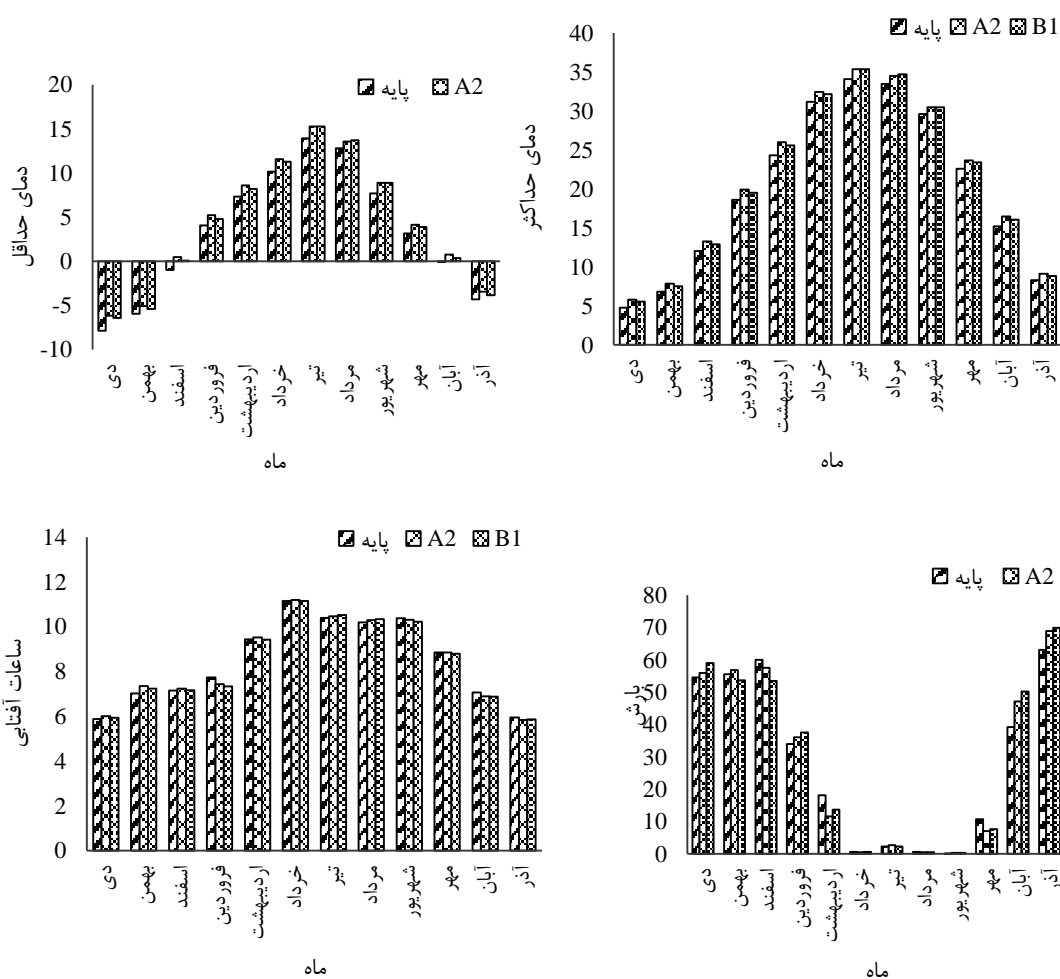 پایه A2
دمای حداقل
20
15
10
5
0
-5
-10
دی بهمن اسفند فروردین اردیبهشت خرداد تیر مرداد شهریور مهر آبان آذر
ماه
پایه A2 B1
دمای حداکثر
40
35
30
25
20
15
10
5
0
دی بهمن اسفند فروردین اردیبهشت خرداد تیر مرداد شهریور مهر آبان آذر
ماه
پایه A2 B1
ساعات آفتابی
14
12
10
8
6
4
2
0
دی بهمن اسفند فروردین اردیبهشت خرداد تیر مرداد شهریور مهر آبان آذر
ماه
پایه A2
بارش
80
70
60
50
40
30
20
10
0
دی بهمن اسفند فروردین اردیبهشت خرداد تیر مرداد شهریور مهر آبان آذر
ماه